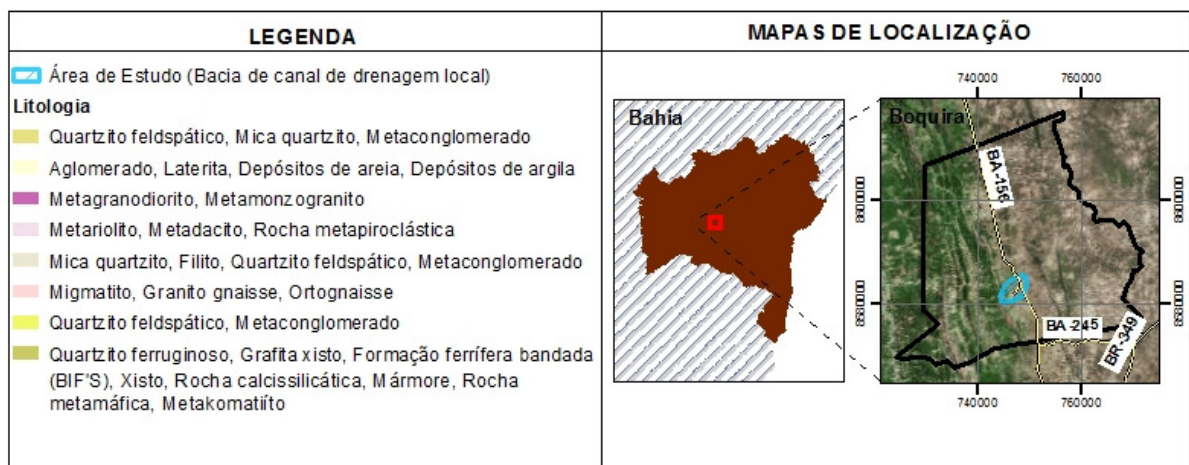 LEGENDA
Área de Estudo (Bacia de canal de drenagem local)
Litologia
Quartzito feldspático, Mica quartzito, Metaconglomerado
Aglomerado, Laterita, Depósitos de areia, Depósitos de argila
Metagranodiorito, Metamonzogranito
Metariolito, Metadacito, Rocha metapiroclástica
Mica quartzito, Filito, Quartzito feldspático, Metaconglomerado
Migmatito, Granito gnaisse, Ortognaisse
Quartzito feldspático, Metaconglomerado
Quartzito ferruginoso, Grafita xisto, Formação ferrífera bandada
(BIF'S), Xisto, Rocha calcissilicática, Mármore, Rocha
metamáfica, Metakomatiíto
MAPAS DE LOCALIZAÇÃO
Bahia
740000 760000
Boquira
BA-156
8600000 8600000
8580000 8580000
BA-245
BR-349
740000 760000